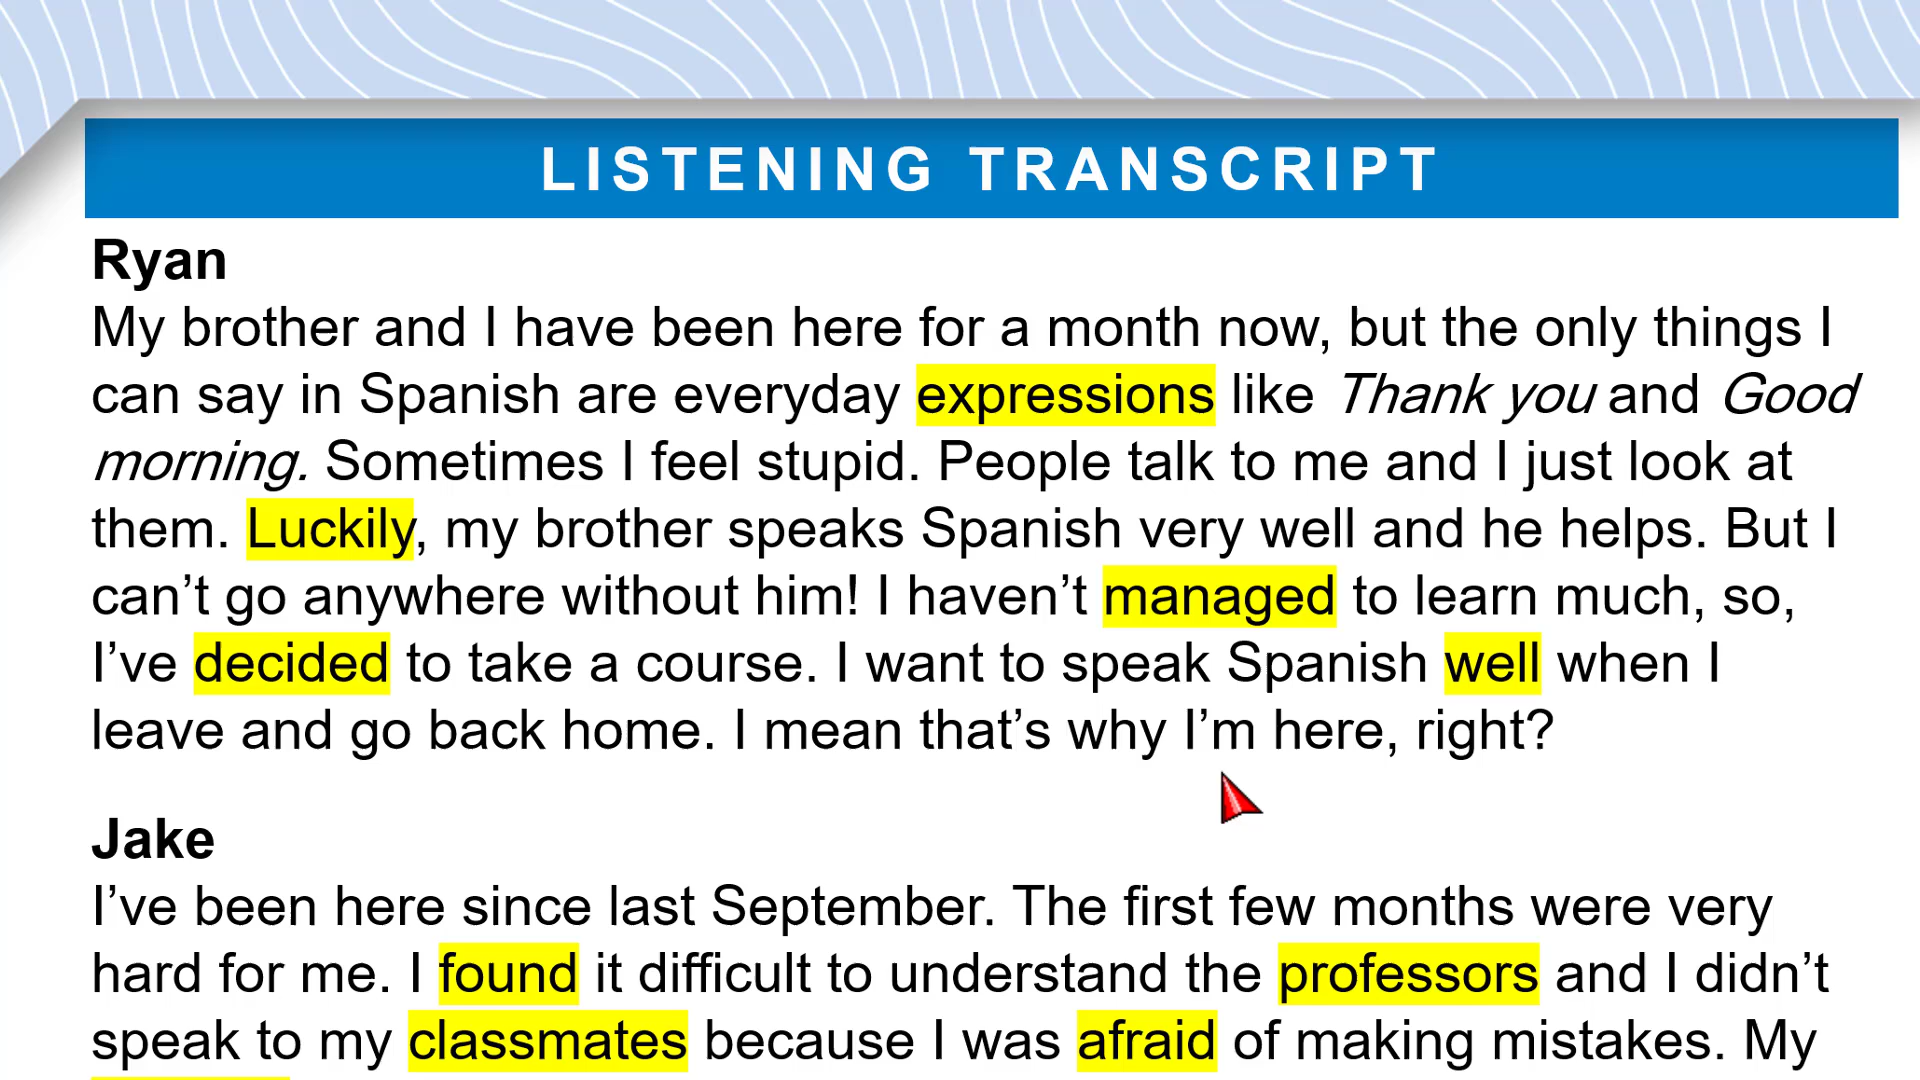 LISTENING TRANSCRIPT
Ryan
My brother and I have been here for a month now, but the only things I
can say in Spanish are everyday expressions like Thank you and Good
morning. Sometimes I feel stupid. People talk to me and I just look at
them. Luckily, my brother speaks Spanish very well and he helps. But I
can’t go anywhere without him! I haven’t managed to learn much, so,
I’ve decided to take a course. I want to speak Spanish well when I
leave and go back home. I mean that’s why I’m here, right?
Jake
I’ve been here since last September. The first few months were very
hard for me. I found it difficult to understand the professors and I didn’t
speak to my classmates because I was afraid of making mistakes. My